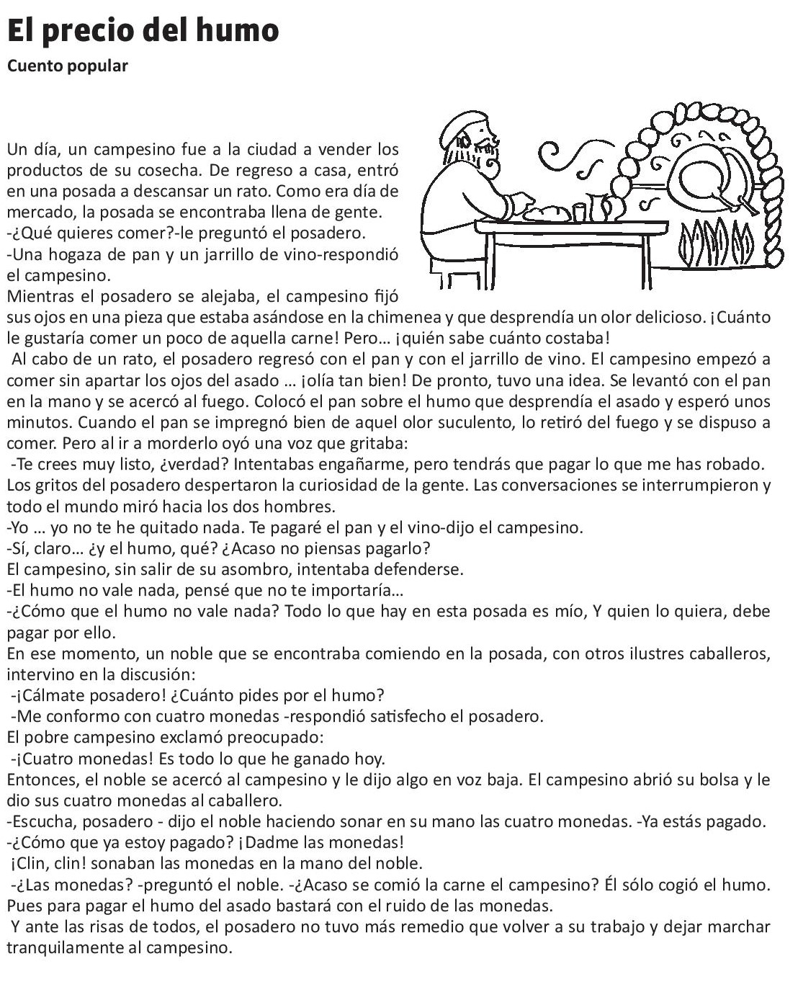 El precio del humo
Cuento popular
Un día, un campesino fue a la ciudad a vender los
productos de su cosecha. De regreso a casa, entró
en una posada a descansar un rato. Como era día de
mercado, la posada se encontraba llena de gente.
-¿Qué quieres comer?-le preguntó el posadero.
-Una hogaza de pan y un jarrillo de vino-respondió
el campesino.
Mientras el posadero se alejaba, el campesino fijó
sus ojos en una pieza que estaba asándose en la chimenea y que desprendía un olor delicioso. ¡Cuánto
le gustaría comer un poco de aquella carne! Pero... ¡quién sabe cuánto costaba!
Al cabo de un rato, el posadero regresó con el pan y con el jarrillo de vino. El campesino empezó a
comer sin apartar los ojos del asado ... ¡olía tan bien! De pronto, tuvo una idea. Se levantó con el pan
en la mano y se acercó al fuego. Colocó el pan sobre el humo que desprendía el asado y esperó unos
minutos. Cuando el pan se impregnó bien de aquel olor suculento, lo retiró del fuego y se dispuso a
comer. Pero al ir a morderlo oyó una voz que gritaba:
-Te crees muy listo, ¿verdad? Intentabas engañarme, pero tendrás que pagar lo que me has robado.
Los gritos del posadero despertaron la curiosidad de la gente. Las conversaciones se interrumpieron y
todo el mundo miró hacia los dos hombres.
-Yo ... yo no te he quitado nada. Te pagaré el pan y el vino-dijo el campesino.
-Sí, claro... ¿y el humo, qué? ¿Acaso no piensas pagarlo?
El campesino, sin salir de su asombro, intentaba defenderse.
-El humo no vale nada, pensé que no te importaría...
-¿Cómo que el humo no vale nada? Todo lo que hay en esta posada es mío, Y quien lo quiera, debe
pagar por ello.
En ese momento, un noble que se encontraba comiendo en la posada, con otros ilustres caballeros,
intervino en la discusión:
-¡Cálmate posadero! ¿Cuánto pides por el humo?
-Me conformo con cuatro monedas -respondió satisfecho el posadero.
El pobre campesino exclamó preocupado:
-¡Cuatro monedas! Es todo lo que he ganado hoy.
Entonces, el noble se acercó al campesino y le dijo algo en voz baja. El campesino abrió su bolsa y le
dio sus cuatro monedas al caballero.
-Escucha, posadero - dijo el noble haciendo sonar en su mano las cuatro monedas. -Ya estás pagado.
-¿Cómo que ya estoy pagado? ¡Dadme las monedas!
¡Clin, clin! sonaban las monedas en la mano del noble.
-¿Las monedas? -preguntó el noble. -¿Acaso se comió la carne el campesino? Él sólo cogió el humo.
Pues para pagar el humo del asado bastará con el ruido de las monedas.
Y ante las risas de todos, el posadero no tuvo más remedio que volver a su trabajo y dejar marchar
tranquilamente al campesino.